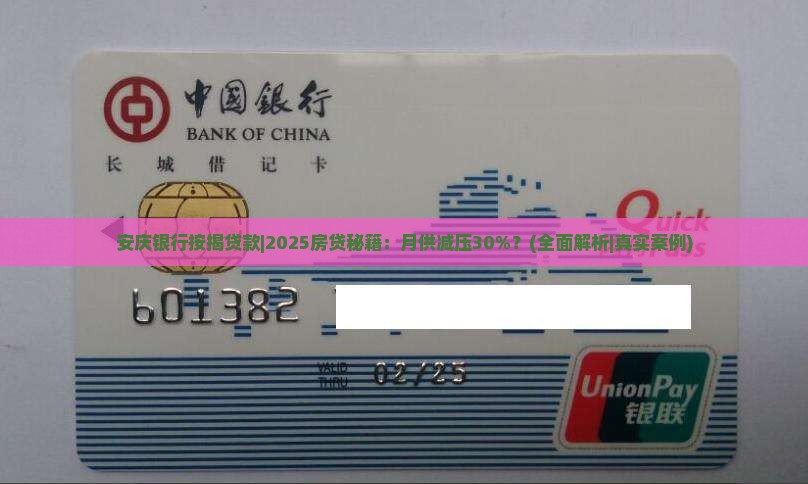 中国银行
BANK OF CHINA
长城借记卡
Quick
Pass
安庆银行按揭贷款|2025房贷秘籍：月供减压30%？(全面解析|真实案例)
601382
VALID
THRU
02/25
UnionPay
银联